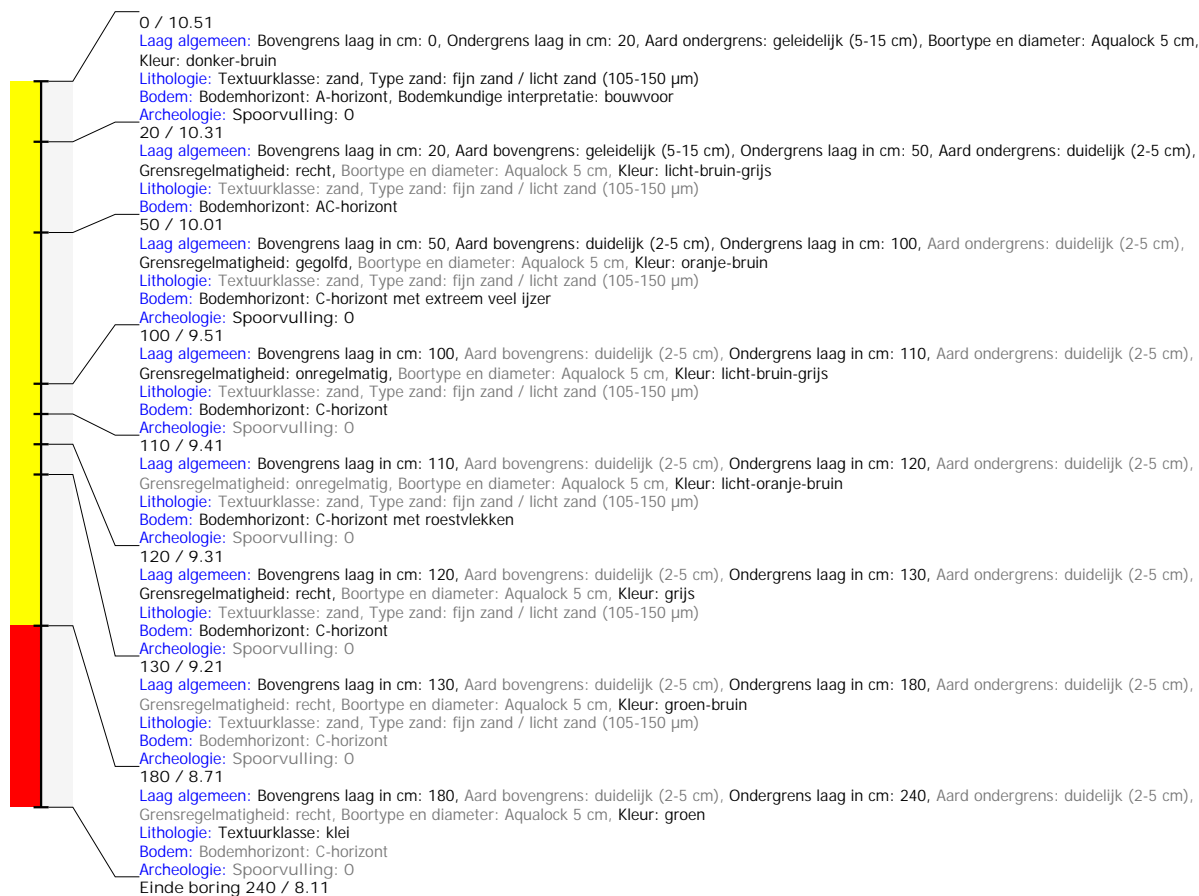 0 / 10.51
Laag algemeen: Bovengrens laag in cm: 0, Ondergrens laag in cm: 20, Aard ondergrens: geleidelijk (5-15 cm), Boortype en diameter: Aqualock 5 cm,
Kleur: donker-bruin
Lithologie: Textuurklasse: zand, Type zand: fijn zand / licht zand (105-150 µm)
Bodem: Bodemhorizont: A-horizont, Bodemkundige interpretatie: bouwvoor
Archeologie: Spoorvulling: 0
20 / 10.31
Laag algemeen: Bovengrens laag in cm: 20, Aard bovengrens: geleidelijk (5-15 cm), Ondergrens laag in cm: 50, Aard ondergrens: duidelijk (2-5 cm),
Grensregelmatigheid: recht, Boortype en diameter: Aqualock 5 cm, Kleur: licht-bruin-grijs
Lithologie: Textuurklasse: zand, Type zand: fijn zand / licht zand (105-150 µm)
Bodem: Bodemhorizont: AC-horizont
50 / 10.01
Laag algemeen: Bovengrens laag in cm: 50, Aard bovengrens: duidelijk (2-5 cm), Ondergrens laag in cm: 100, Aard ondergrens: duidelijk (2-5 cm),
Grensregelmatigheid: gegolfd, Boortype en diameter: Aqualock 5 cm, Kleur: oranje-bruin
Lithologie: Textuurklasse: zand, Type zand: fijn zand / licht zand (105-150 µm)
Bodem: Bodemhorizont: C-horizont met extreem veel ijzer
Archeologie: Spoorvulling: 0
100 / 9.51
Laag algemeen: Bovengrens laag in cm: 100, Aard bovengrens: duidelijk (2-5 cm), Ondergrens laag in cm: 110, Aard ondergrens: duidelijk (2-5 cm),
Grensregelmatigheid: onregelmatig, Boortype en diameter: Aqualock 5 cm, Kleur: licht-bruin-grijs
Lithologie: Textuurklasse: zand, Type zand: fijn zand / licht zand (105-150 µm)
Bodem: Bodemhorizont: C-horizont
Archeologie: Spoorvulling: 0
110 / 9.41
Laag algemeen: Bovengrens laag in cm: 110, Aard bovengrens: duidelijk (2-5 cm), Ondergrens laag in cm: 120, Aard ondergrens: duidelijk (2-5 cm),
Grensregelmatigheid: onregelmatig, Boortype en diameter: Aqualock 5 cm, Kleur: licht-oranje-bruin
Lithologie: Textuurklasse: zand, Type zand: fijn zand / licht zand (105-150 µm)
Bodem: Bodemhorizont: C-horizont met roestvlekken
Archeologie: Spoorvulling: 0
120 / 9.31
Laag algemeen: Bovengrens laag in cm: 120, Aard bovengrens: duidelijk (2-5 cm), Ondergrens laag in cm: 130, Aard ondergrens: duidelijk (2-5 cm),
Grensregelmatigheid: recht, Boortype en diameter: Aqualock 5 cm, Kleur: grijs
Lithologie: Textuurklasse: zand, Type zand: fijn zand / licht zand (105-150 µm)
Bodem: Bodemhorizont: C-horizont
Archeologie: Spoorvulling: 0
130 / 9.21
Laag algemeen: Bovengrens laag in cm: 130, Aard bovengrens: duidelijk (2-5 cm), Ondergrens laag in cm: 180, Aard ondergrens: duidelijk (2-5 cm),
Grensregelmatigheid: recht, Boortype en diameter: Aqualock 5 cm, Kleur: groen-bruin
Lithologie: Textuurklasse: zand, Type zand: fijn zand / licht zand (105-150 µm)
Bodem: Bodemhorizont: C-horizont
Archeologie: Spoorvulling: 0
180 / 8.71
Laag algemeen: Bovengrens laag in cm: 180, Aard bovengrens: duidelijk (2-5 cm), Ondergrens laag in cm: 240, Aard ondergrens: duidelijk (2-5 cm),
Grensregelmatigheid: recht, Boortype en diameter: Aqualock 5 cm, Kleur: groen
Lithologie: Textuurklasse: klei
Bodem: Bodemhorizont: C-horizont
Archeologie: Spoorvulling: 0
Einde boring 240 / 8.11